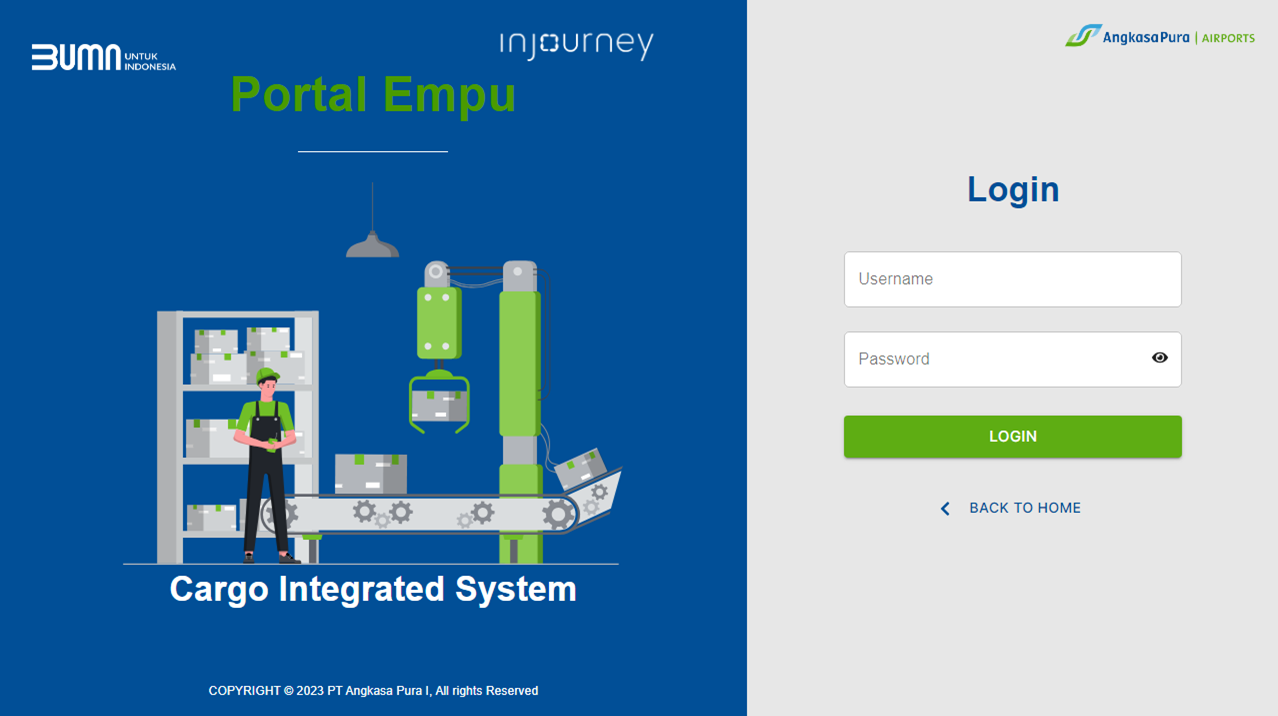 BUMN UNTUK
INDONESIA
injourney
AngkasaPura | AIRPORTS
Portal Empu
Cargo Integrated System
COPYRIGHT © 2023 PT Angkasa Pura I, All rights Reserved
Login
Username
Password
LOGIN
BACK TO HOME